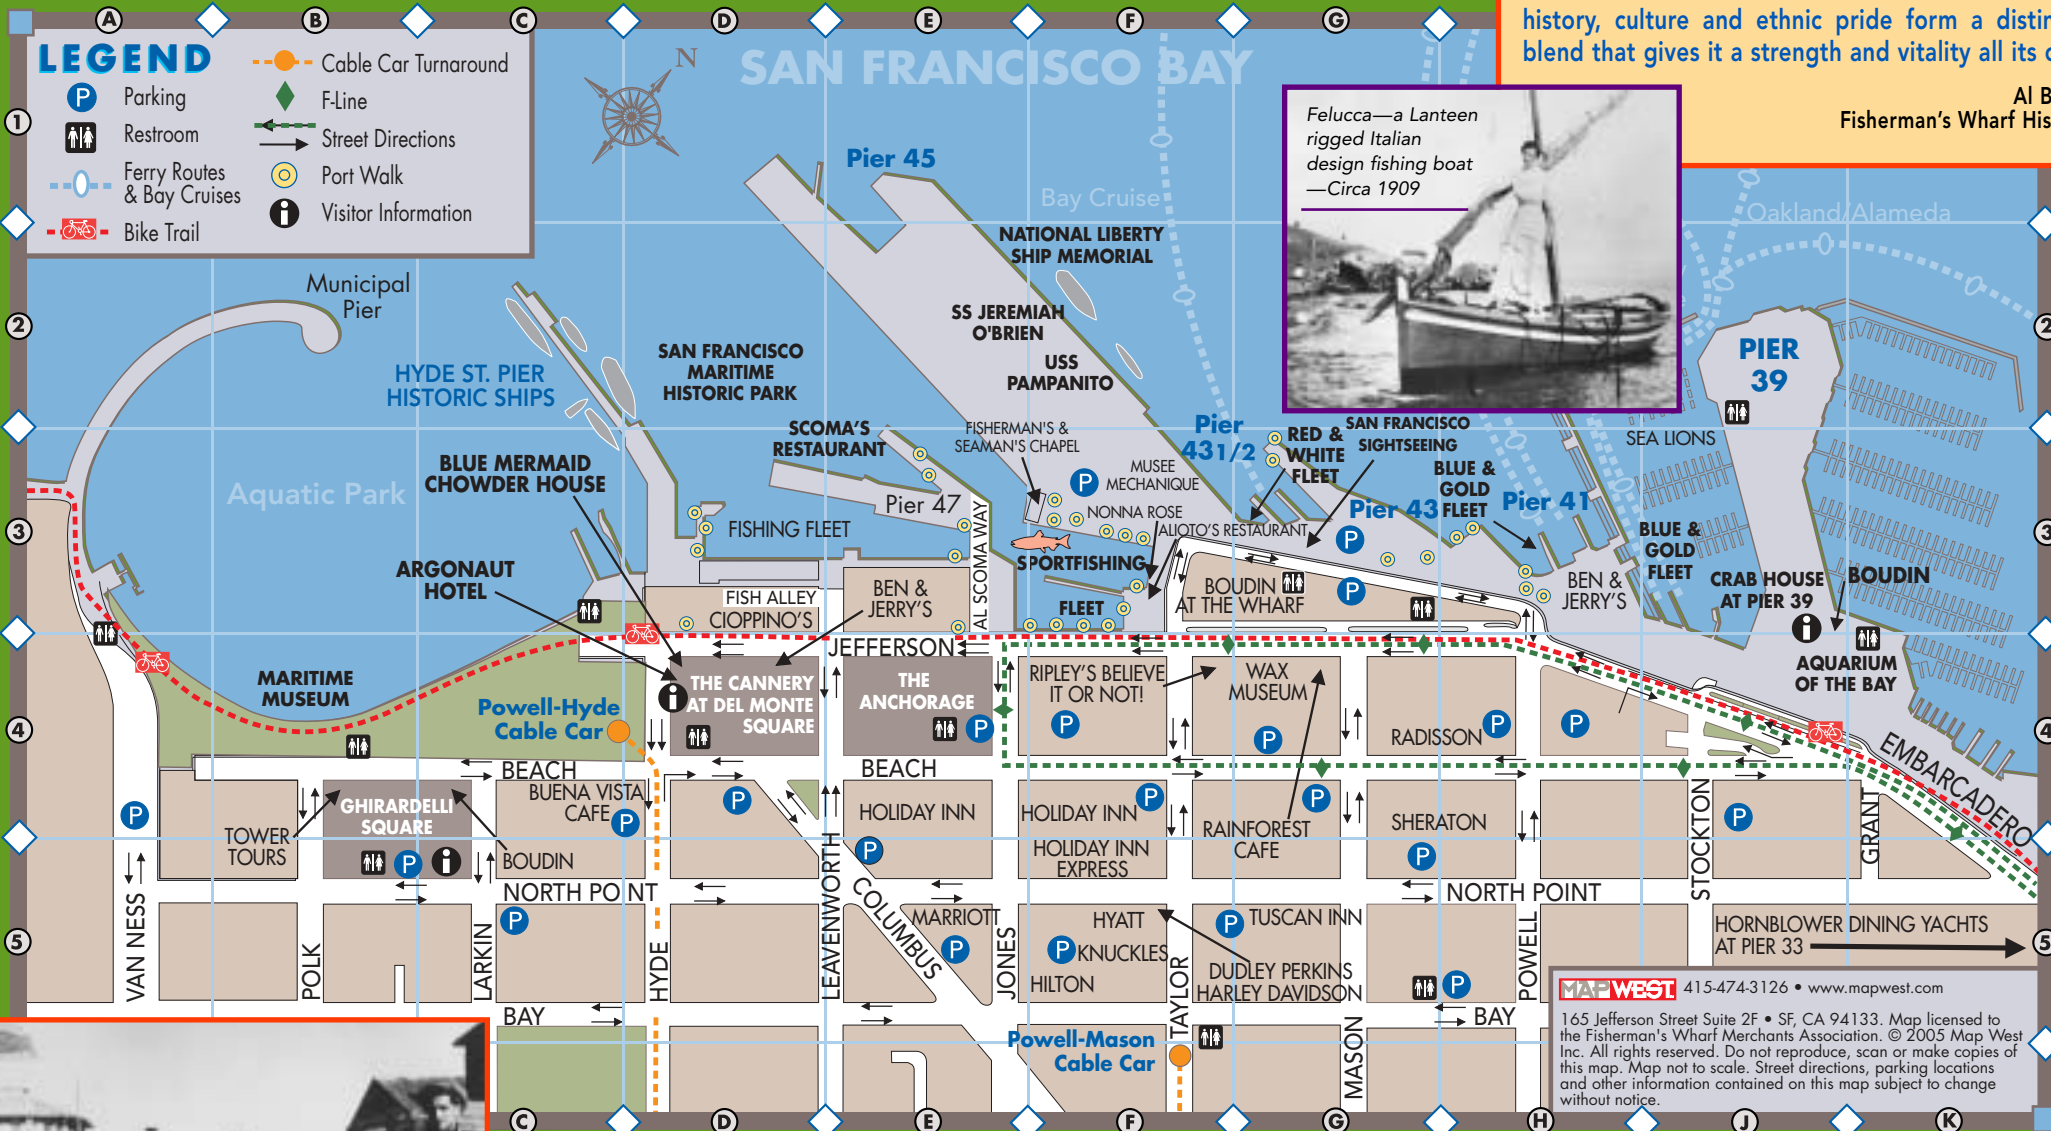 A
B
C
D
E
F
G
history, culture and ethnic pride form a
blend that gives it a strength and vitality all its
Al
Fisherman's Wharf
LEGEND
Parking
Restroom
Ferry Routes
& Bay Cruises
Bike Trail
Cable Car Turnaround
F-Line
Street Directions
Port Walk
Visitor Information
N
SAN FRANCISCO BAY
1
Felucca—a Lanteen
rigged Italian
design fishing boat
—Circa 1909
Pier 45
Bay Cruise
Oakland/Alameda
NATIONAL LIBERTY
SHIP MEMORIAL
Municipal
Pier
2
2
SS JEREMIAH
O'BRIEN
USS
PAMPANITO
SAN FRANCISCO
MARITIME
HISTORIC PARK
HYDE ST. PIER
HISTORIC SHIPS
PIER
39
SCOMA'S
RESTAURANT
FISHERMAN'S &
SEAMAN'S CHAPEL
Pier
431/2
RED &
WHITE
FLEET
SAN FRANCISCO
SIGHTSEEING
SEA LIONS
BLUE MERMAID
CHOWDER HOUSE
MUSEE
MECHANIQUE
BLUE &
GOLD
FLEET
Aquatic Park
Pier 47
Pier 43
Pier 41
NONNA ROSE
ALIOTO'S RESTAURANT
3
3
FISHING FLEET
AL SCOMA WAY
SPORTFISHING
FLEET
BLUE &
GOLD
FLEET
ARGONAUT
HOTEL
BEN &
JERRY'S
BOUDIN
AT THE WHARF
BEN &
JERRY'S
CRAB HOUSE
AT PIER 39
BOUDIN
FISH ALLEY
CIOPPINO'S
JEFFERSON
AQUARIUM
OF THE BAY
MARITIME
MUSEUM
THE CANNERY
AT DEL MONTE
SQUARE
THE
ANCHORAGE
RIPLEY'S BELIEVE
IT OR NOT!
WAX
MUSEUM
RADISSON
Powell-Hyde
Cable Car
4
4
EMBARCADERO
BEACH
BEACH
BUENA VISTA
CAFE
GHIRARDELLI
SQUARE
TOWER
TOURS
BOUDIN
HOLIDAY INN
HOLIDAY INN
HOLIDAY INN
EXPRESS
RAINFOREST
CAFE
SHERATON
STOCKTON
GRANT
NORTH POINT
NORTH POINT
VAN NESS
POLK
LARKIN
HYDE
LEAVENWORTH
COLUMBUS
JONES
TAYLOR
MASON
POWELL
MARRIOTT
HYATT
KNUCKLES
HILTON
TUSCAN INN
DUDLEY PERKINS
HARLEY DAVIDSON
HORNBLOWER DINING YACHTS
AT PIER 33
5
5
BAY
BAY
Powell-Mason
Cable Car
MAPWEST 415-474-3126 • www.mapwest.com
165 Jefferson Street Suite 2F • SF, CA 94133. Map licensed to
the Fisherman's Wharf Merchants Association. © 2005 Map West
Inc. All rights reserved. Do not reproduce, scan or make copies of
this map. Map not to scale. Street directions, parking locations
and other information contained on this map subject to change
without notice.
C
D
E
F
G
H
J
K